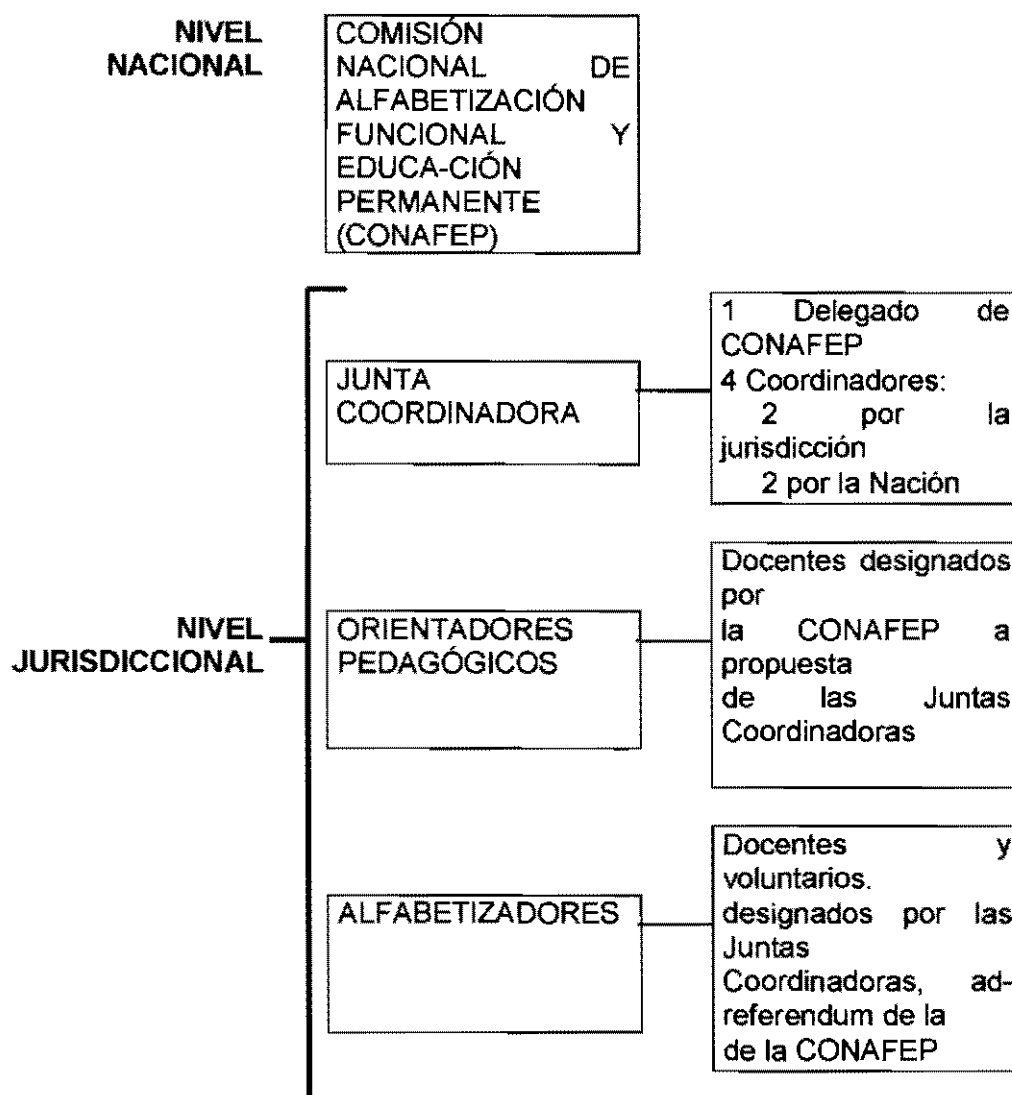 NIVEL
NACIONAL
COMISIÓN
NACIONAL DE
ALFABETIZACIÓN
FUNCIONAL Y
EDUCA-CIÓN
PERMANENTE
(CONAFEP)
JUNTA
COORDINADORA
1 Delegado de
CONAFEP
4 Coordinadores:
2 por la
jurisdicción
2 por la Nación
NIVEL
JURISDICCIONAL
ORIENTADORES
PEDAGÓGICOS
Docentes designados
por
la CONAFEP a
propuesta
de las Juntas
Coordinadoras
ALFABETIZADORES
Docentes y
voluntarios.
designados por las
Juntas
Coordinadoras, ad-
referendum de la
de la CONAFEP